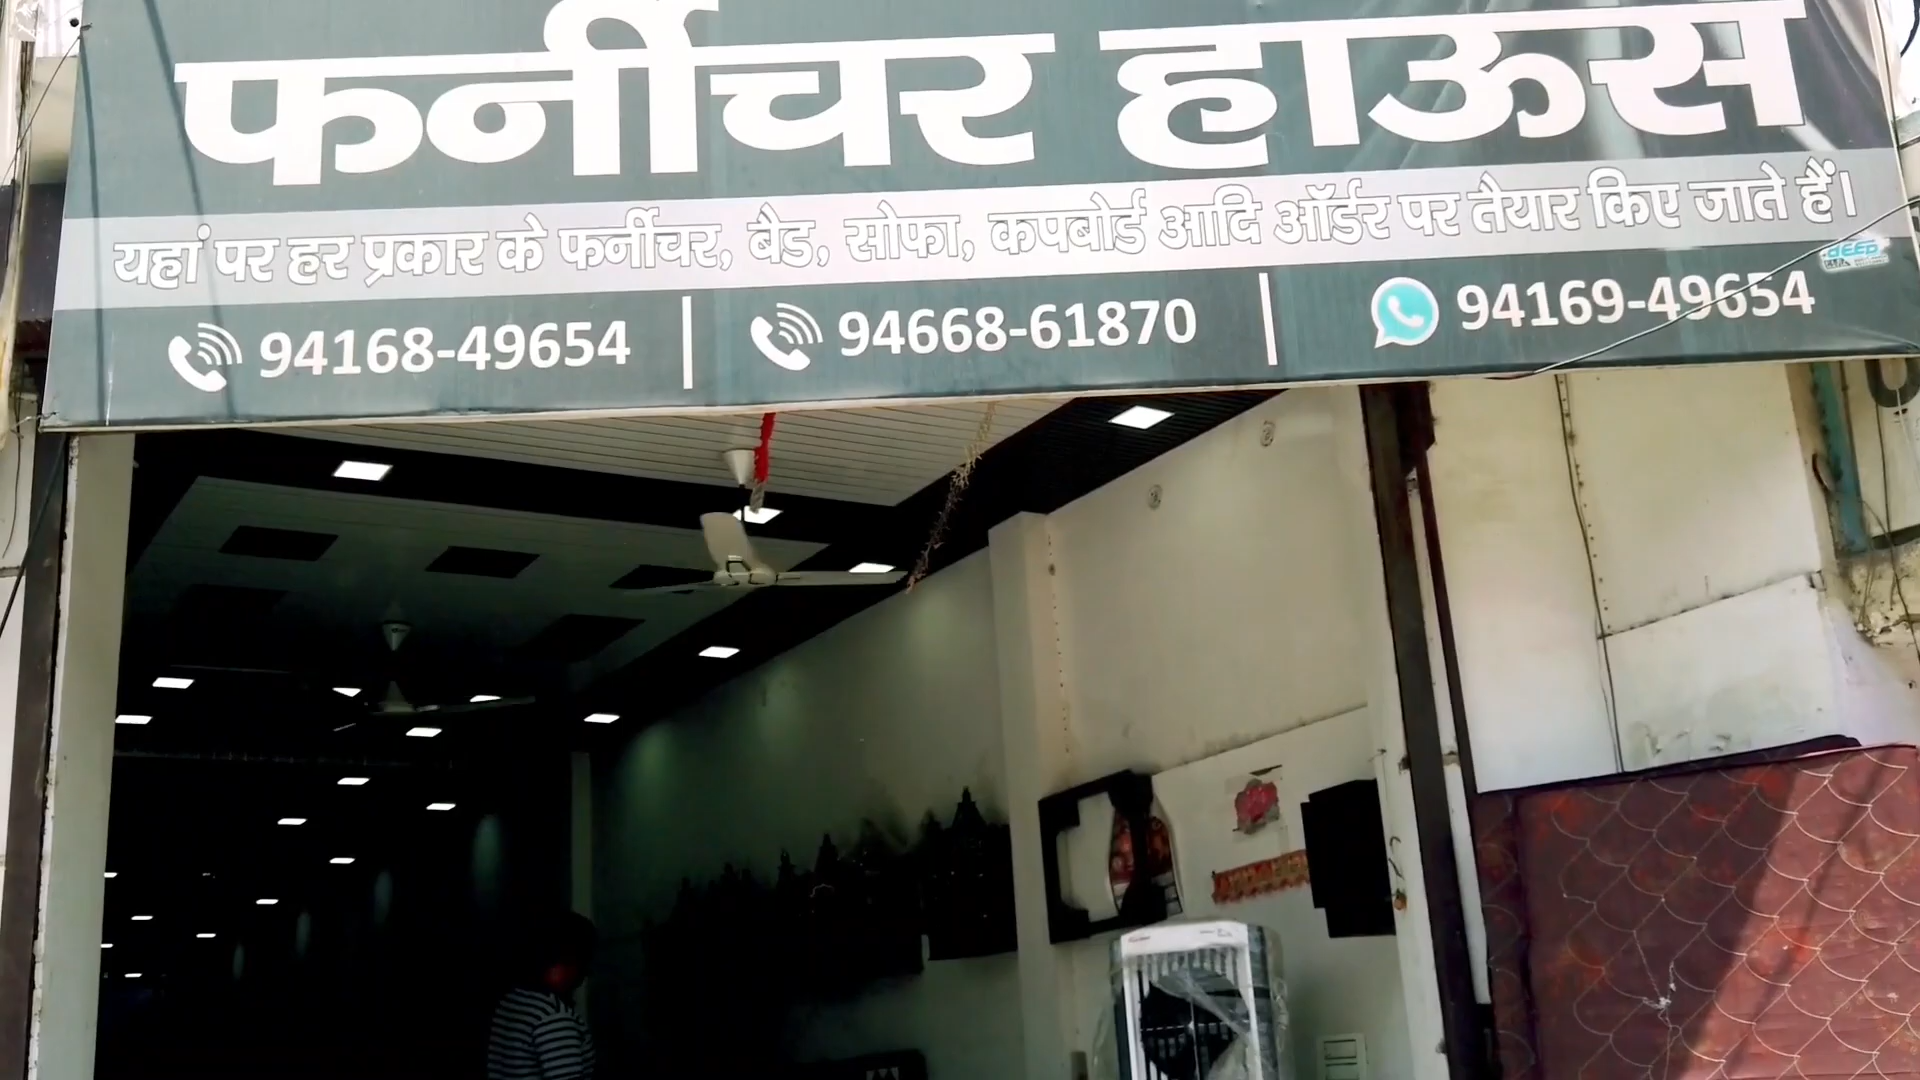 फर्नीचर हाऊस
यहां पर हर प्रकार के फर्नीचर, बैड, सोफा, कपबोर्ड आदि ऑर्डर पर तैयार किए जाते हैं।
94168-49654 | 94668-61870 | 94169-49654
DEEP